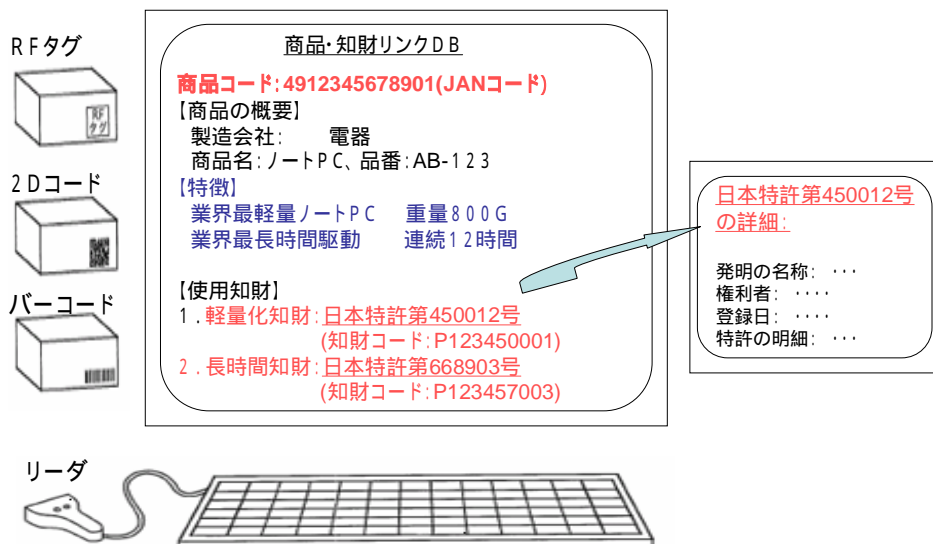 RFタグ
RF
タグ
2Dコード
バーコード
リーダ
商品・知財リンクDB
商品コード:4912345678901(JANコード)
【商品の概要】
製造会社: 電器
商品名:ノートPC、品番:AB-123
【特徴】
業界最軽量ノートPC 重量800G
業界最長時間駆動 連続12時間
【使用知財】
1.軽量化知財:日本特許第450012号
(知財コード:P123450001)
2.長時間知財:日本特許第668903号
(知財コード:P123457003)
日本特許第450012号
の詳細:
発明の名称: ・・・
権利者: ・・・・
登録日: ・・・・
特許の明細: ・・・